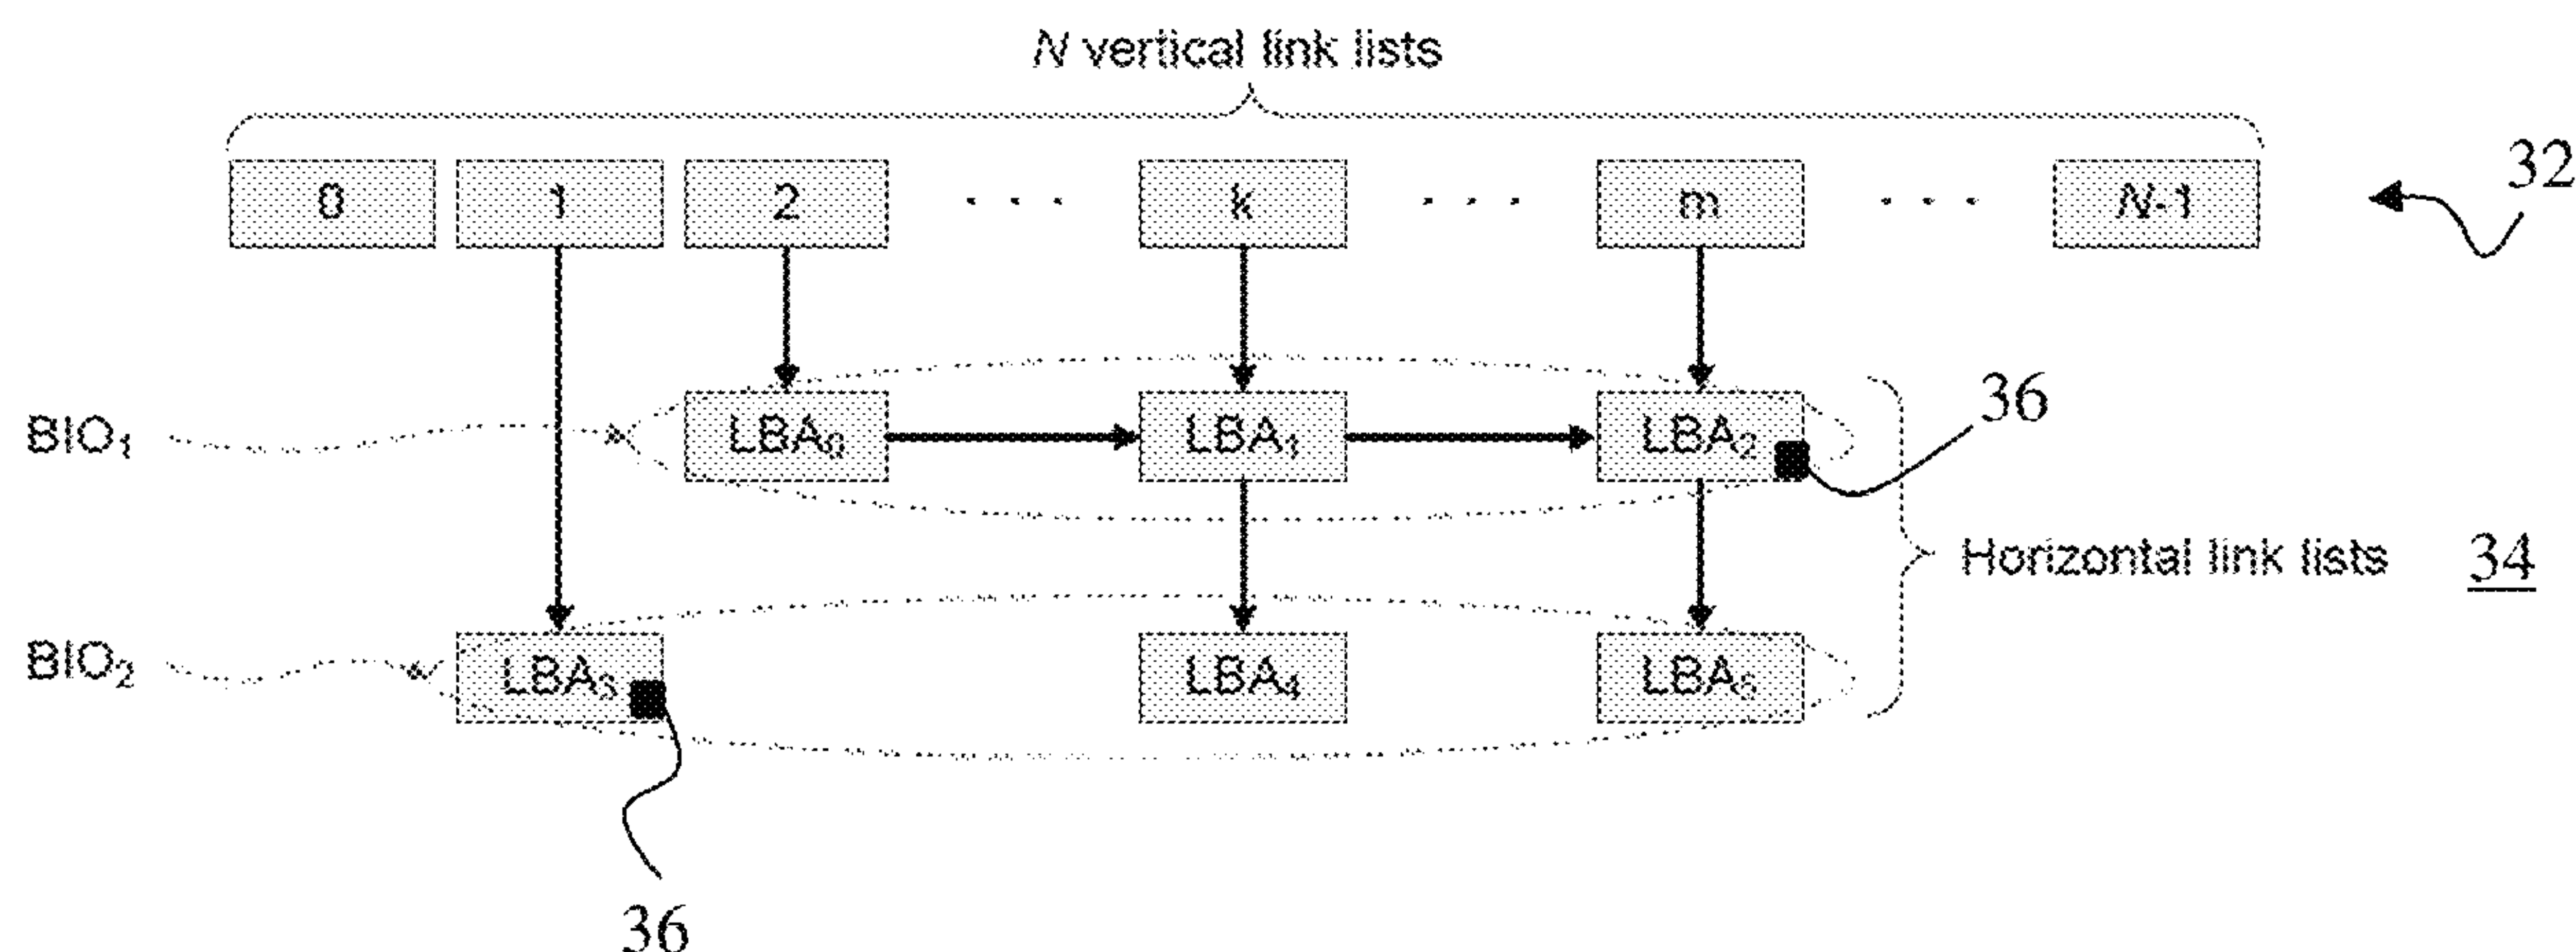 N vertical link lists
0 1 2 . . . k . . . m . . . N-1 32
BIO₁ LBA₀ LBA₁ LBA₂ 36
Horizontal link lists 34
BIO₂ LBA₃ LBA₄ LBA₅
36